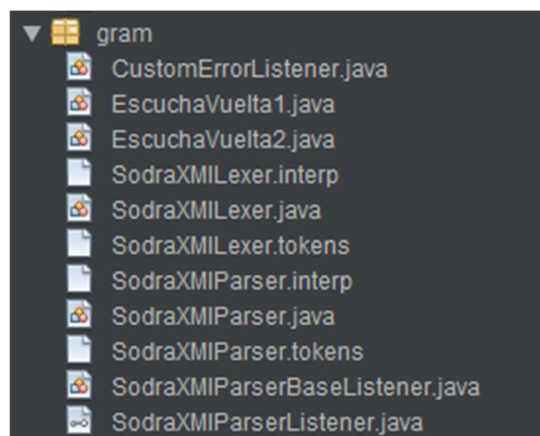 gram
CustomErrorListener.java
EscuchaVuelta1.java
EscuchaVuelta2.java
SodraXMILexer.interp
SodraXMILexer.java
SodraXMILexer.tokens
SodraXMIParser.interp
SodraXMIParser.java
SodraXMIParser.tokens
SodraXMIParserBaseListener.java
SodraXMIParserListener.java